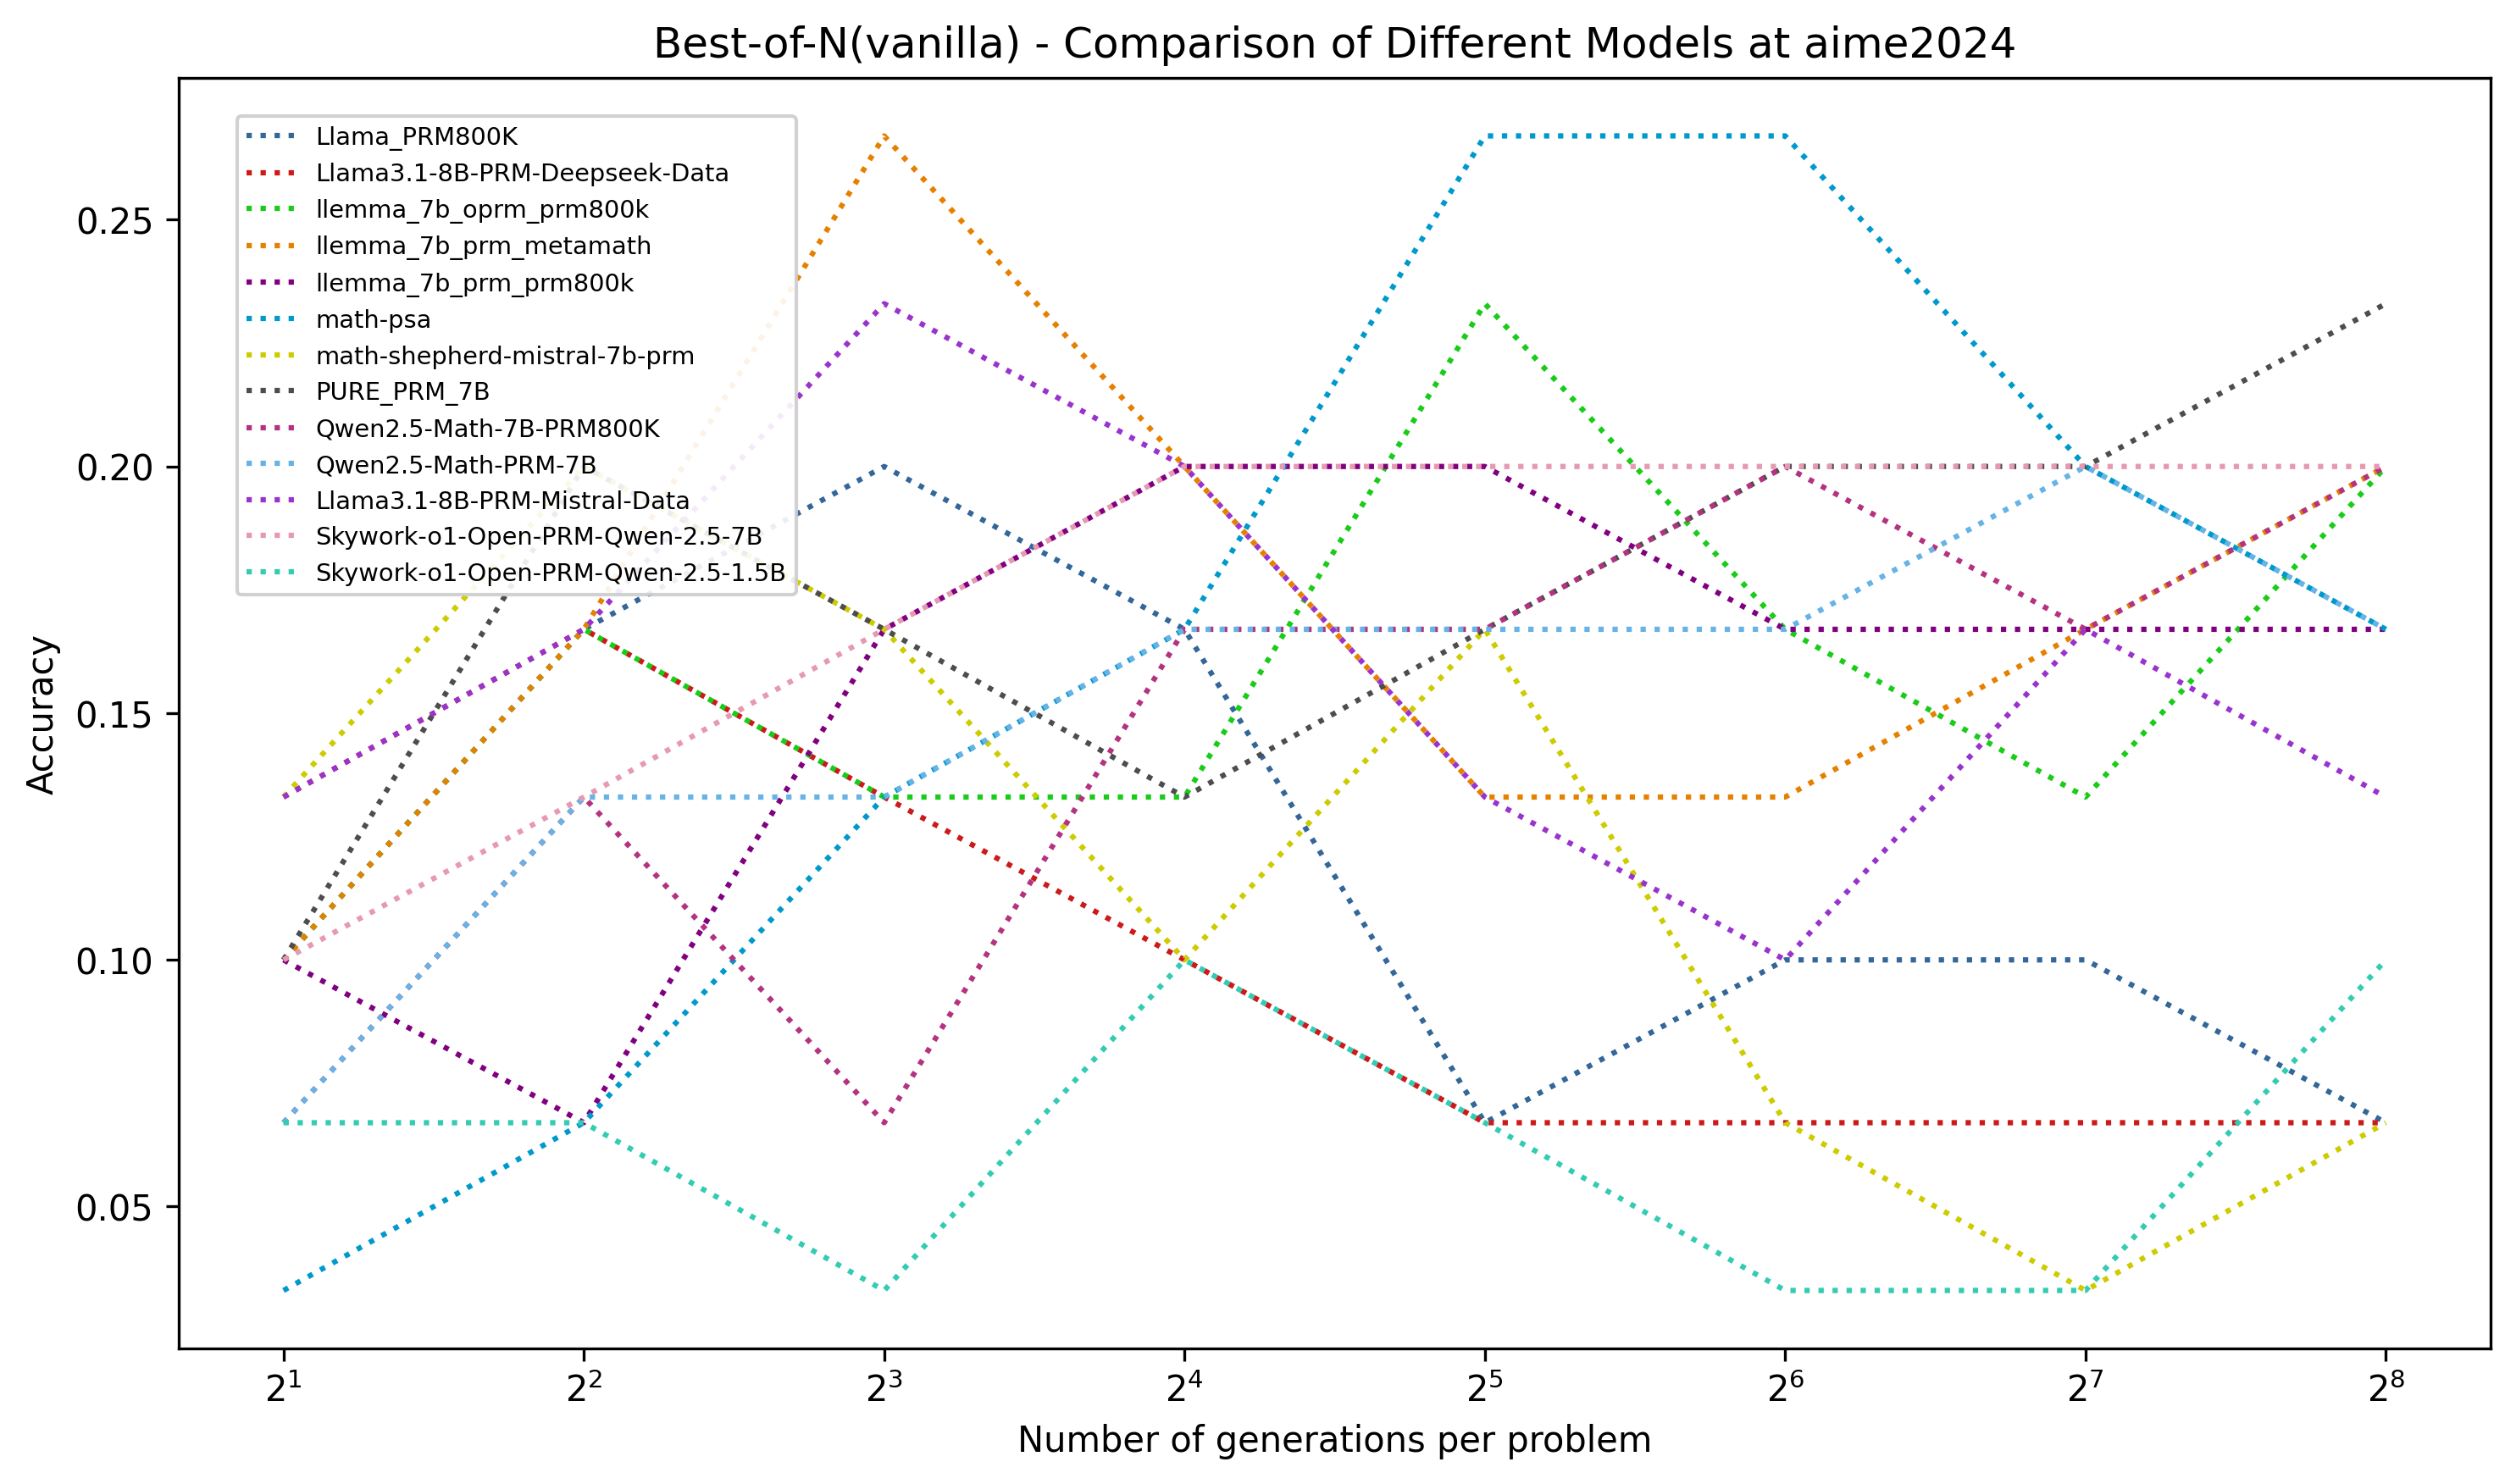 Best-of-N(vanilla) - Comparison of Different Models at aime2024
Llama_PRM800K
Llama3.1-8B-PRM-Deepseek-Data
llemma_7b_oprm_prm800k
llemma_7b_prm_metamath
llemma_7b_prm_prm800k
math-psa
math-shepherd-mistral-7b-prm
PURE_PRM_7B
Qwen2.5-Math-7B-PRM800K
Qwen2.5-Math-PRM-7B
Llama3.1-8B-PRM-Mistral-Data
Skywork-o1-Open-PRM-Qwen-2.5-7B
Skywork-o1-Open-PRM-Qwen-2.5-1.5B
Accuracy
0.25
0.20
0.15
0.10
0.05
2¹ 2² 2³ 2⁴ 2⁵ 2⁶ 2⁷ 2⁸
Number of generations per problem